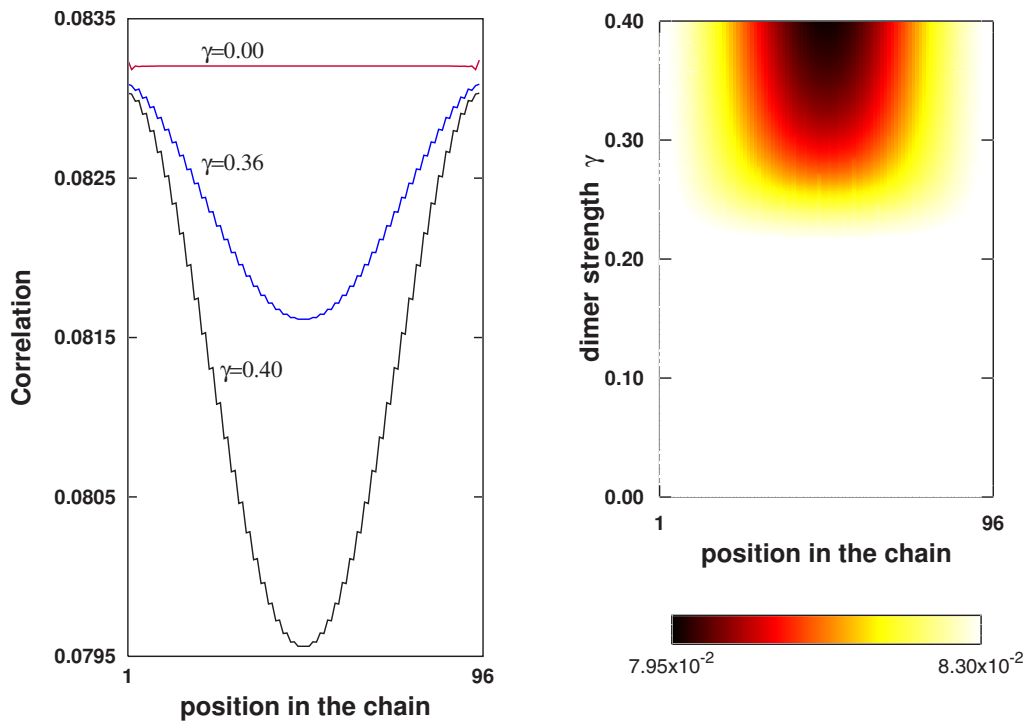 0.0835
0.0825
0.0815
0.0805
0.0795
Correlation
γ=0.00
γ=0.36
γ=0.40
1
96
position in the chain
0.40
0.30
0.20
0.10
0.00
dimer strength γ
1
96
position in the chain
7.95x10⁻²
8.30x10⁻²